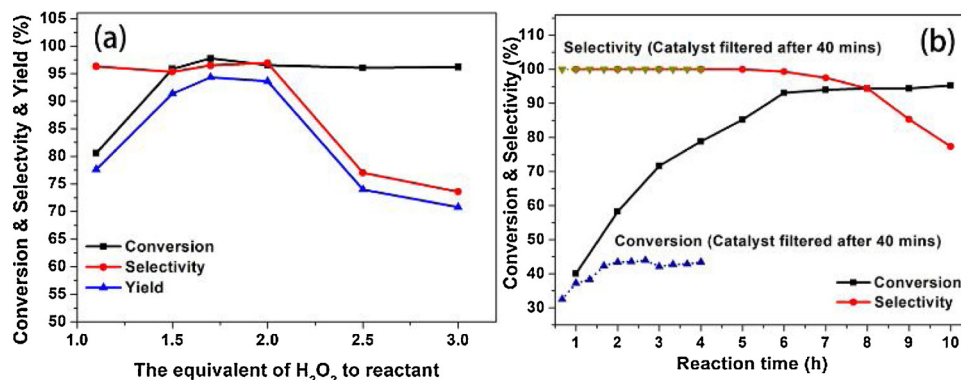 (a)
Conversion & Selectvity & Yield (%)
100
95
90
85
80
75
70
65
60
55
50
Conversion
Selectivity
Yield
1.0 1.5 2.0 2.5 3.0
The equivalent of H₂O₂ to reactant
(b)
Conversion & Selectivity (%)
110
100
90
80
70
60
50
40
30
Selectivity (Catalyst filtered after 40 mins)
Conversion (Catalyst filtered after 40 mins)
Conversion
Selectivity
1 2 3 4 5 6 7 8 9 10
Reaction time (h)